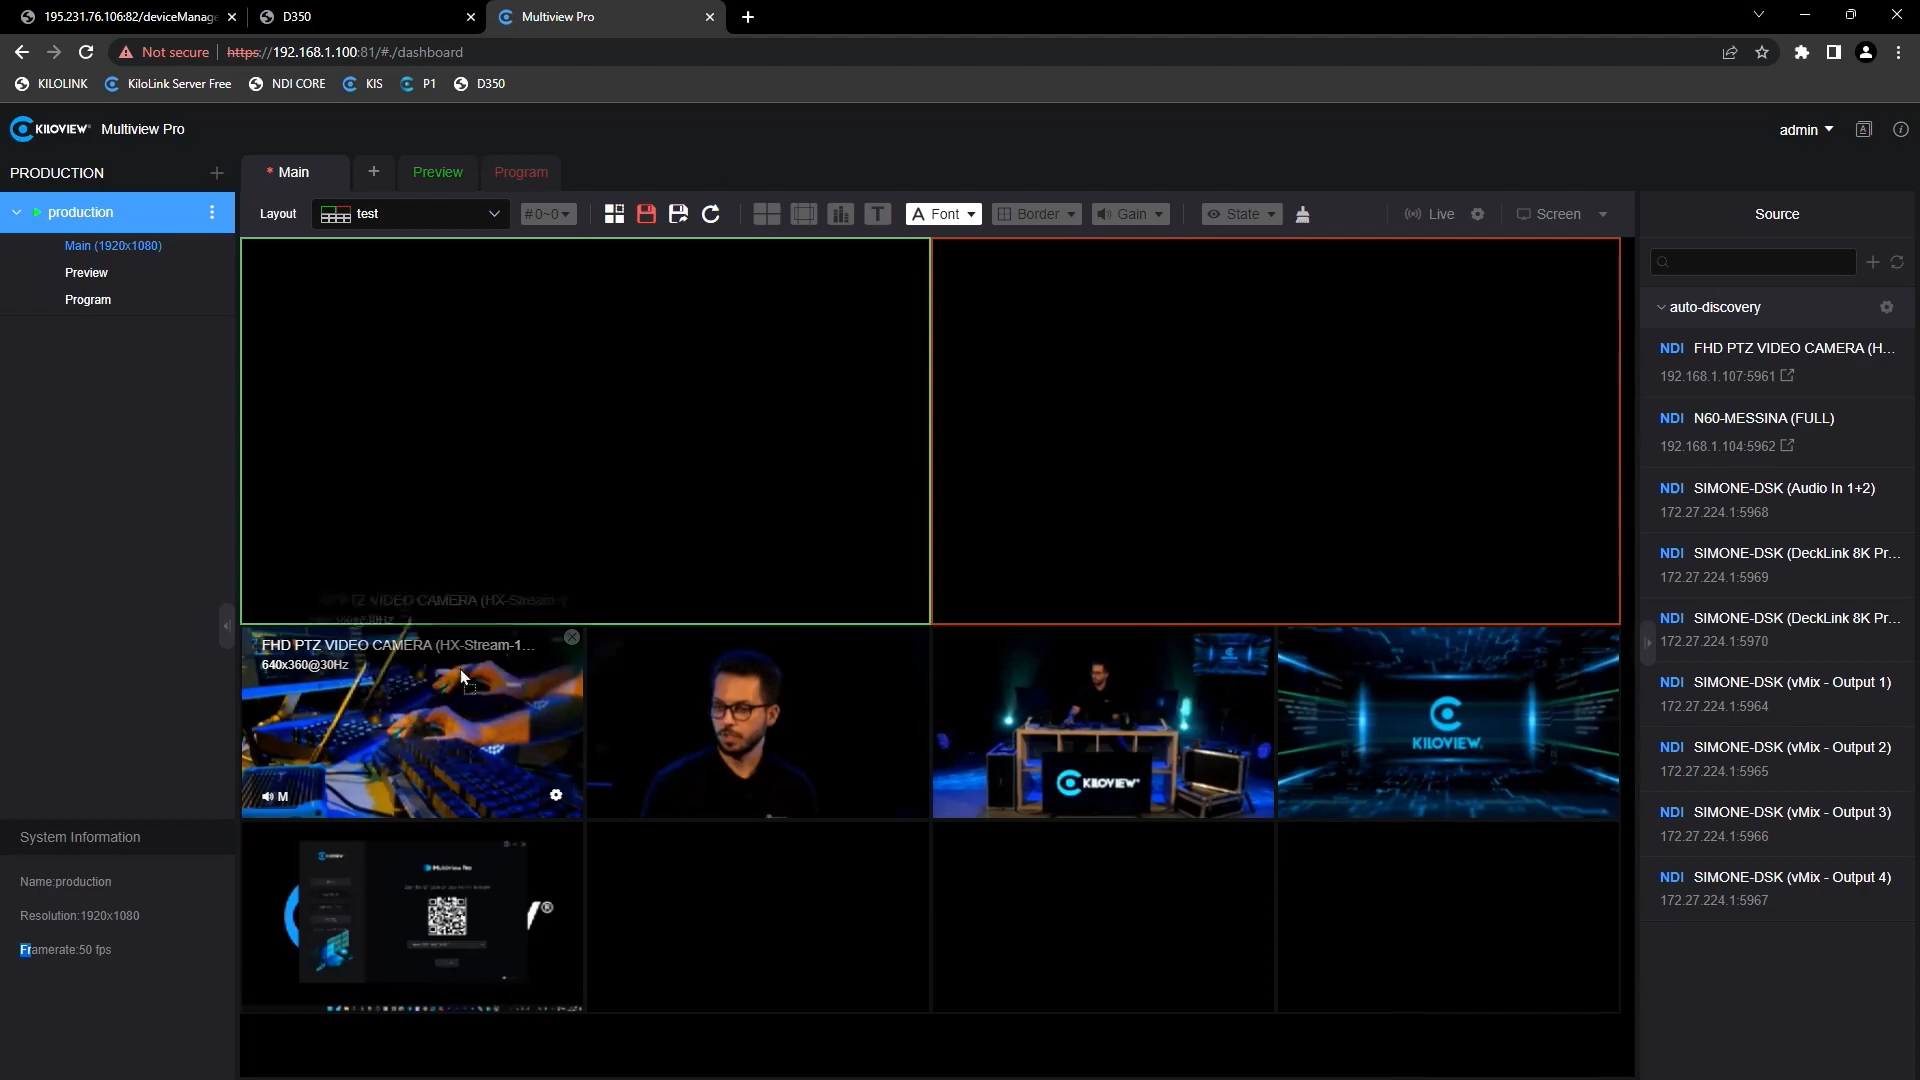 195.231.76.106:82/deviceManage
D350
Multiview Pro
Not secure
https://192.168.1.100:81/#./dashboard
KILOLINK
KiloLink Server Free
NDI CORE
KIS
P1
D350
KILOVIEW® Multiview Pro
admin
A
PRODUCTION
* Main
Preview
Program
production
Layout
test
#0~0
T
A Font
Border
Gain
State
Live
Screen
Source
Main (1920x1080)
Preview
Program
auto-discovery
NDI FHD PTZ VIDEO CAMERA (H...
192.168.1.107:5961
NDI N60-MESSINA (FULL)
192.168.1.104:5962
NDI SIMONE-DSK (Audio In 1+2)
172.27.224.1:5968
NDI SIMONE-DSK (DeckLink 8K Pr...
172.27.224.1:5969
NDI SIMONE-DSK (DeckLink 8K Pr...
172.27.224.1:5970
NDI SIMONE-DSK (vMix - Output 1)
172.27.224.1:5964
NDI SIMONE-DSK (vMix - Output 2)
172.27.224.1:5965
NDI SIMONE-DSK (vMix - Output 3)
172.27.224.1:5966
NDI SIMONE-DSK (vMix - Output 4)
172.27.224.1:5967
PTZ VIDEO CAMERA (HX-Stream-1
FHD PTZ VIDEO CAMERA (HX-Stream-1...
640x360@30Hz
M
KILOVIEW®
KILOVIEW
Multiview Pro
System Information
Name:production
Resolution:1920x1080
Framerate:50 fps